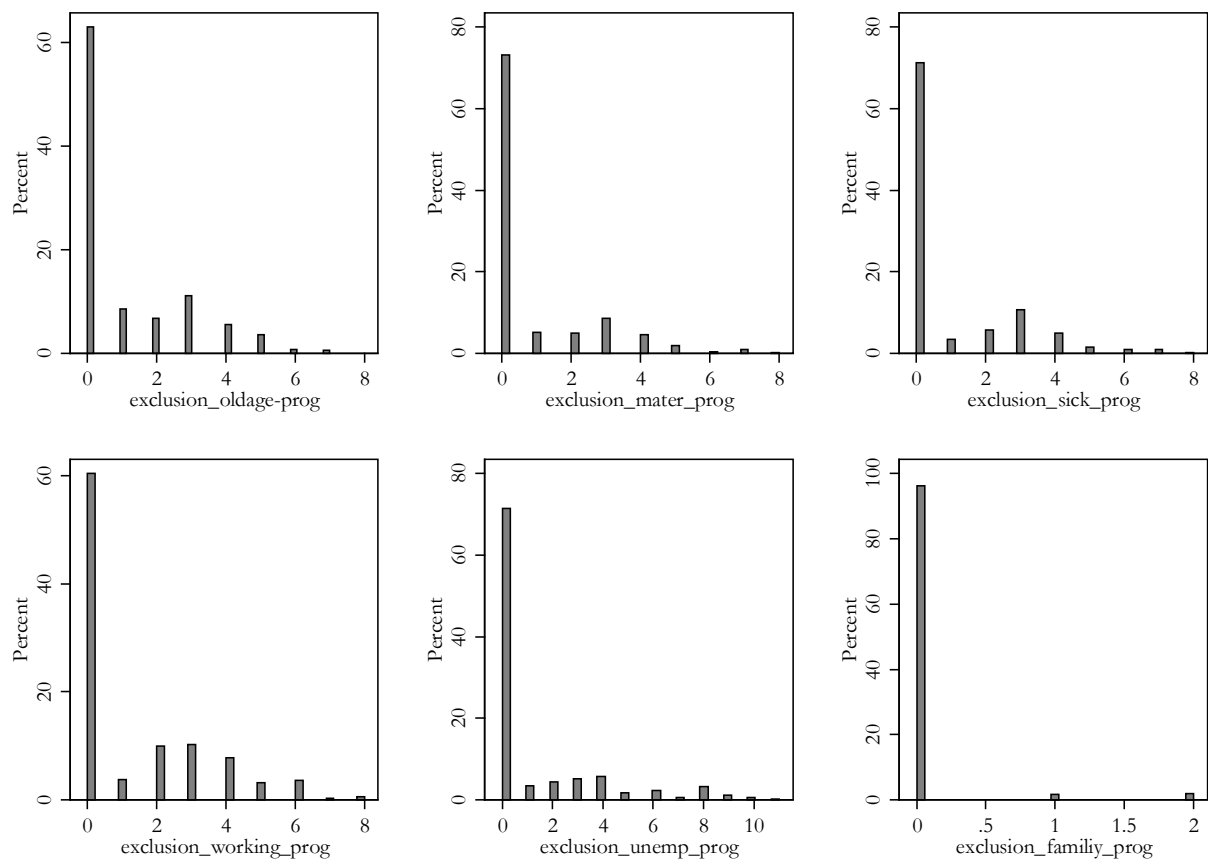 Percent
0 20 40 60
0 2 4 6 8
exclusion_oldage-prog
Percent
0 20 40 60 80
0 2 4 6 8
exclusion_mater_prog
Percent
0 20 40 60 80
0 2 4 6 8
exclusion_sick_prog
Percent
0 20 40 60
0 2 4 6 8
exclusion_working_prog
Percent
0 20 40 60 80
0 2 4 6 8 10
exclusion_unemp_prog
Percent
0 20 40 60 80 100
0 .5 1 1.5 2
exclusion_familiy_prog